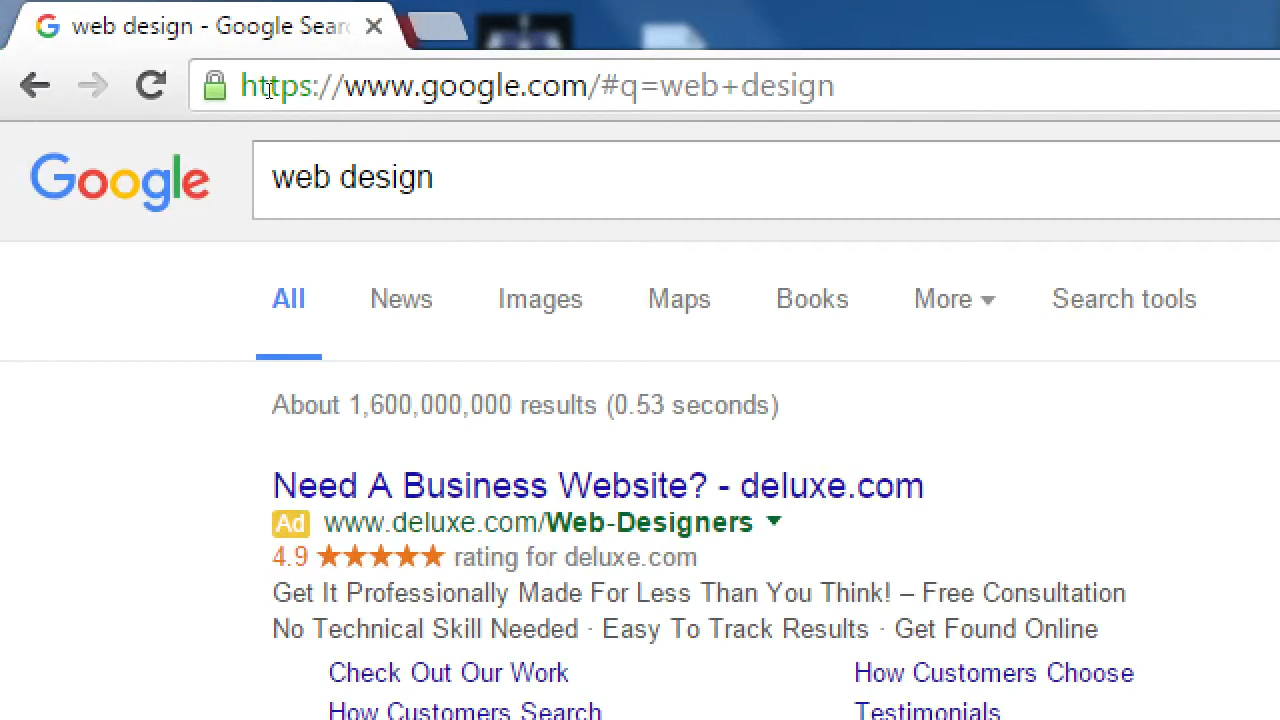 web design - Google Sear
https://www.google.com/#q=web+design
Google
web design
All News Images Maps Books More Search tools
About 1,600,000,000 results (0.53 seconds)
Need A Business Website? - deluxe.com
Ad www.deluxe.com/Web-Designers
4.9 ★★★★★ rating for deluxe.com
Get It Professionally Made For Less Than You Think! – Free Consultation
No Technical Skill Needed · Easy To Track Results · Get Found Online
Check Out Our Work How Customers Choose
How Customers Search Testimonials